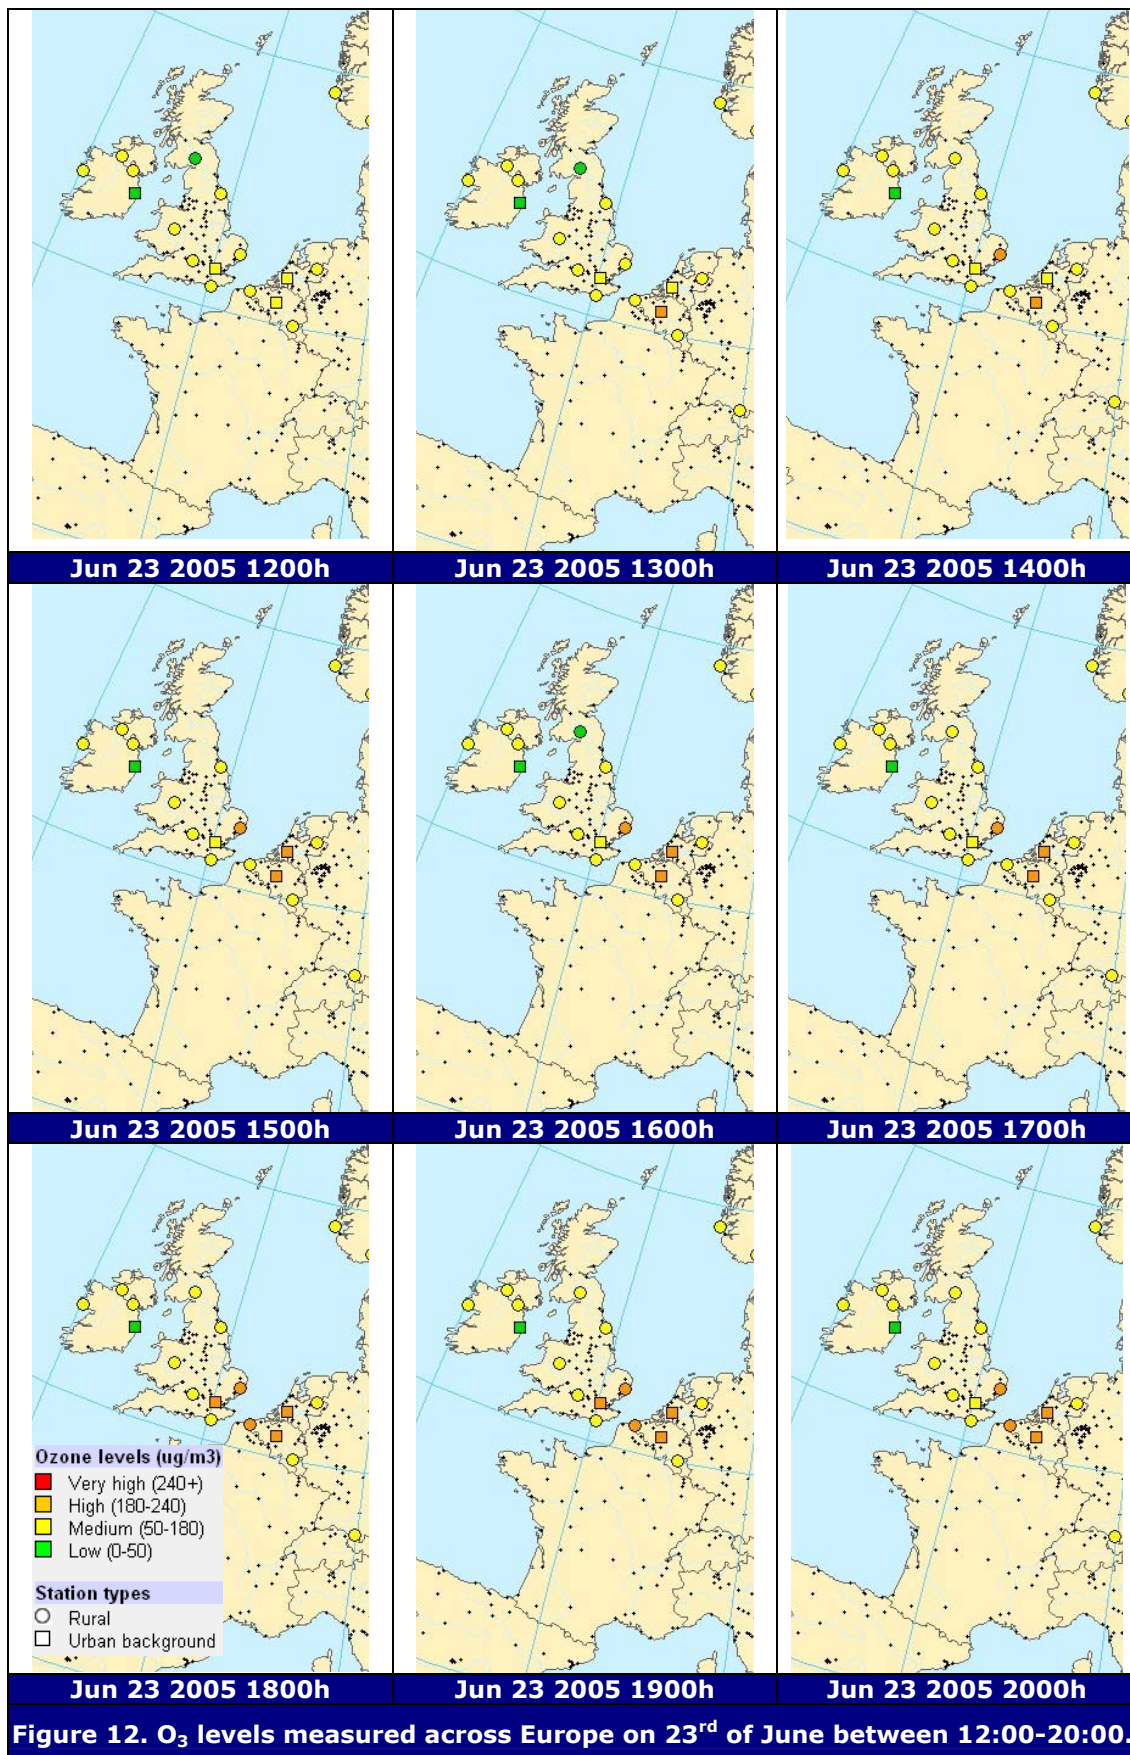 Jun 23 2005 1200h
Jun 23 2005 1300h
Jun 23 2005 1400h
Jun 23 2005 1500h
Jun 23 2005 1600h
Jun 23 2005 1700h
Ozone levels (ug/m3)
Very high (240+)
High (180-240)
Medium (50-180)
Low (0-50)
Station types
Rural
Urban background
Jun 23 2005 1800h
Jun 23 2005 1900h
Jun 23 2005 2000h
Figure 12. O₃ levels measured across Europe on 23ʳᵈ of June between 12:00-20:00.